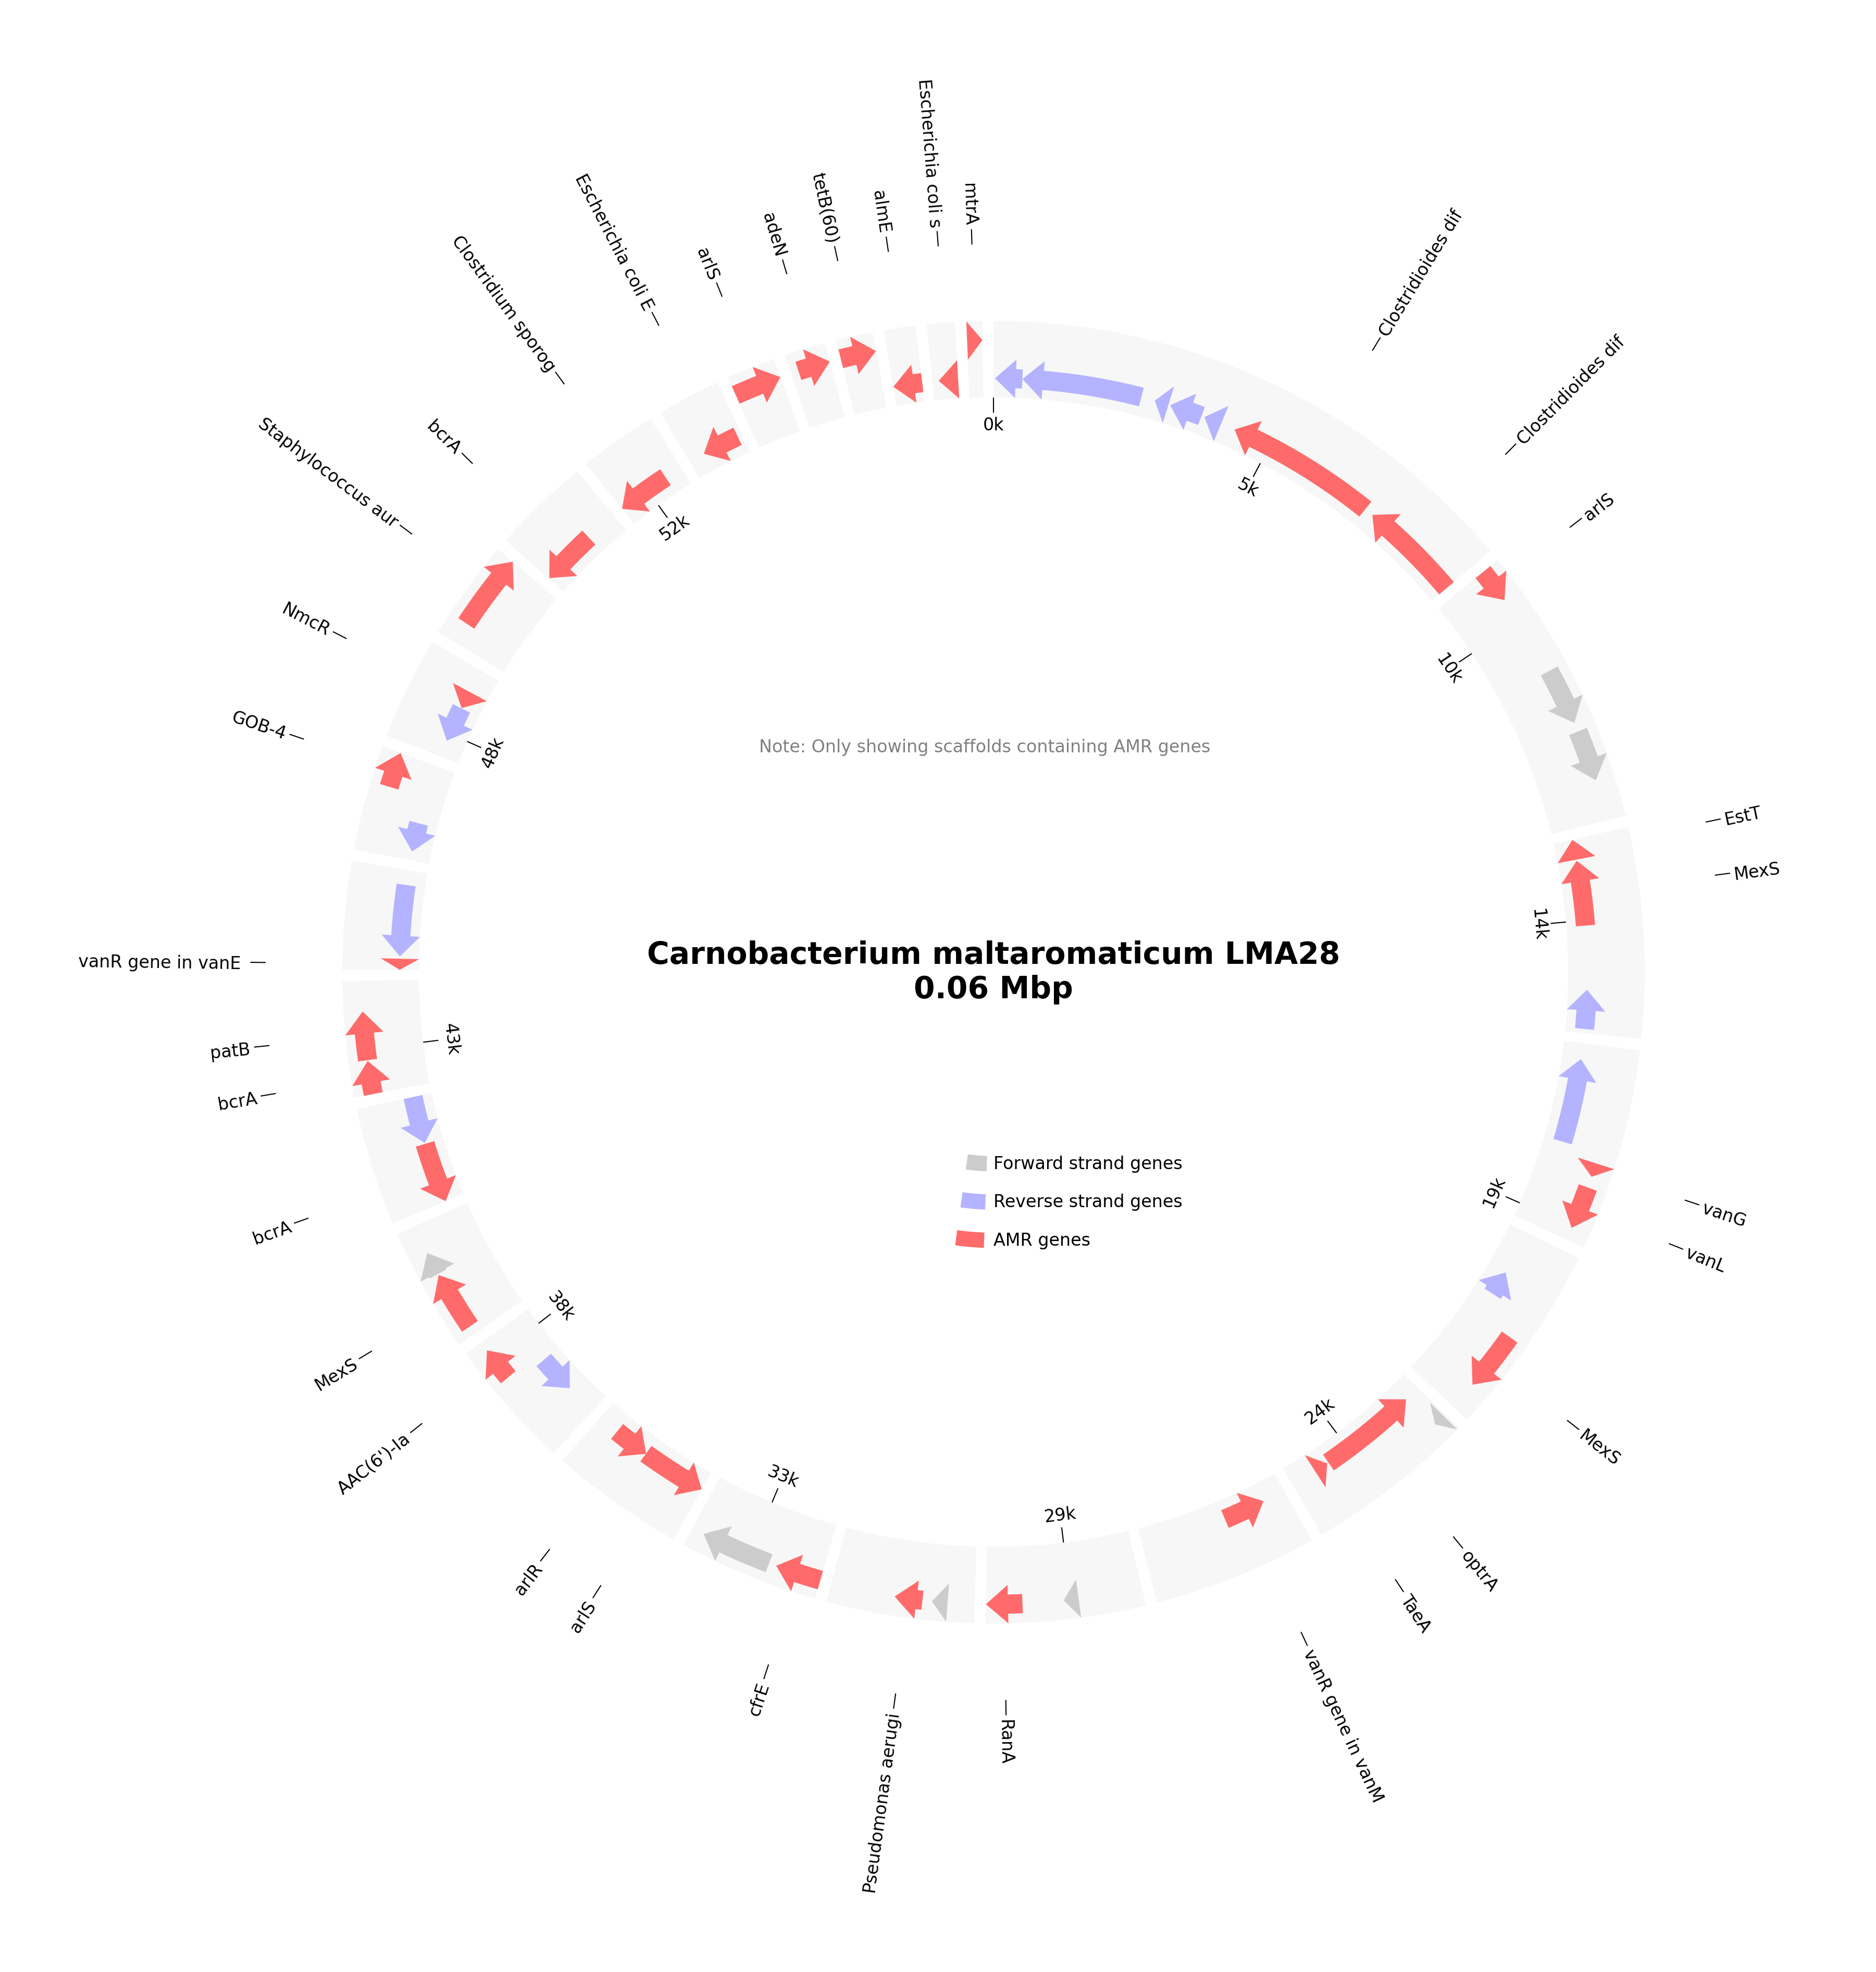 mtrA
Escherichia coli s
almE
tetB(60)
adeN
arlS
Escherichia coli E
Clostridium sporog
bcrA
Staphylococcus aur
NmcR
GOB-4
vanR gene in vanE
patB
bcrA
bcrA
MexS
AAC(6')-Ia
arlR
arlS
cfrE
Pseudomonas aerugi
RanA
vanR gene in vanM
TaeA
optrA
MexS
vanL
vanG
MexS
EstT
arlS
Clostridioides dif
Clostridioides dif
0k
5k
10k
14k
19k
24k
29k
33k
38k
43k
48k
52k
Note: Only showing scaffolds containing AMR genes
Carnobacterium maltaromaticum LMA28
0.06 Mbp
Forward strand genes
Reverse strand genes
AMR genes